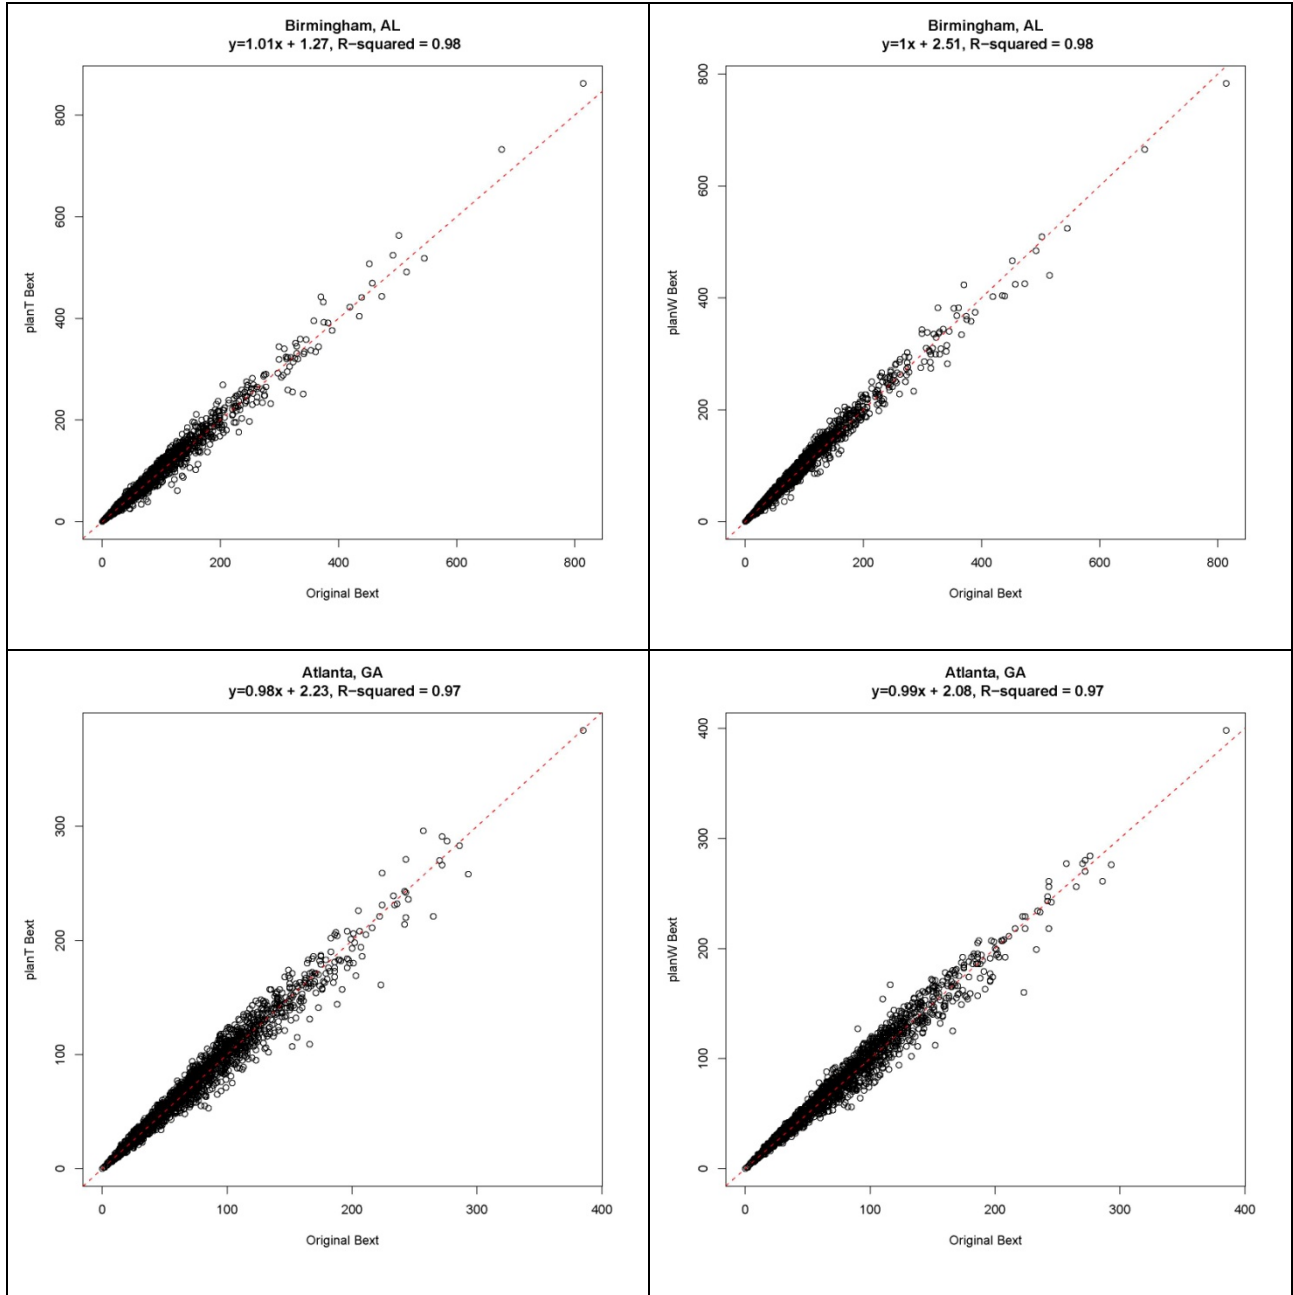 Birmingham, AL
y=1.01x + 1.27, R−squared = 0.98
planT Bext
800
600
400
200
0
0 200 400 600 800
Original Bext
Birmingham, AL
y=1x + 2.51, R−squared = 0.98
planW Bext
800
600
400
200
0
0 200 400 600 800
Original Bext
Atlanta, GA
y=0.98x + 2.23, R−squared = 0.97
planT Bext
300
200
100
0
0 100 200 300 400
Original Bext
Atlanta, GA
y=0.99x + 2.08, R−squared = 0.97
planW Bext
400
300
200
100
0
0 100 200 300 400
Original Bext